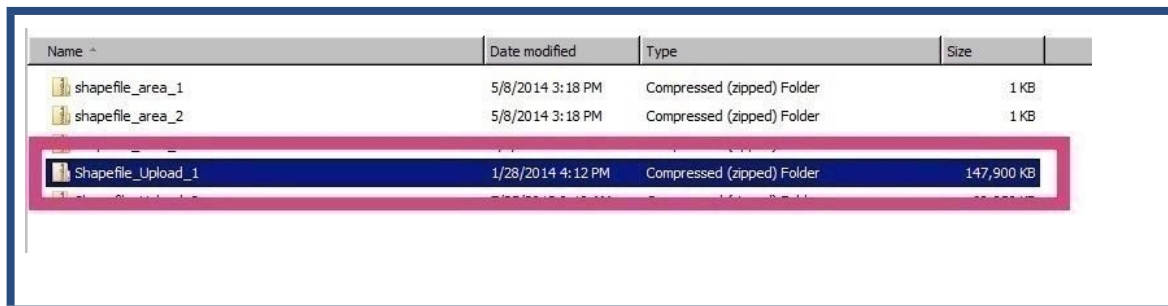 Name Date modified Type Size
shapefile_area_1 5/8/2014 3:18 PM Compressed (zipped) Folder 1 KB
shapefile_area_2 5/8/2014 3:18 PM Compressed (zipped) Folder 1 KB
Shapefile_Upload_1 1/28/2014 4:12 PM Compressed (zipped) Folder 147,900 KB